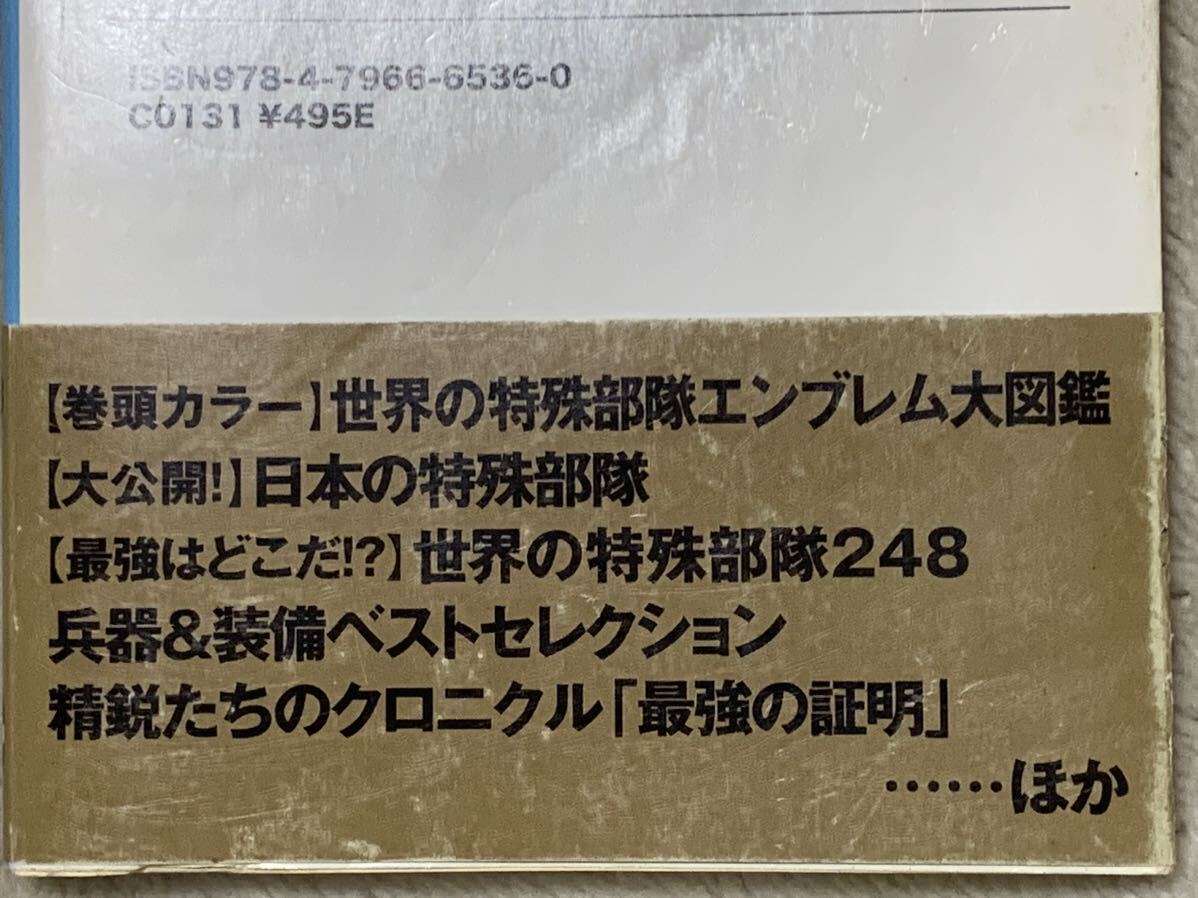 ISBN978-4-7966-6536-0
C0131 ¥495E
【巻頭カラー】世界の特殊部隊エンブレム大図鑑
【大公開!】日本の特殊部隊
【最強はどこだ!?】世界の特殊部隊248
兵器&装備ベストセレクション
精鋭たちのクロニクル「最強の証明」
……ほか